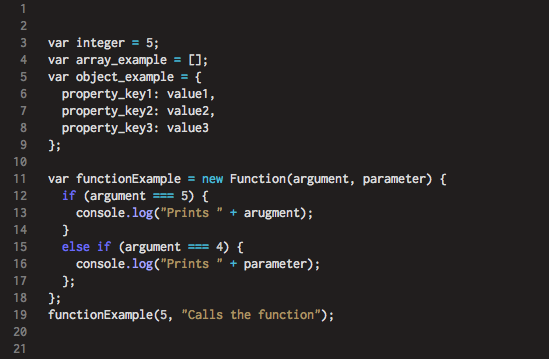 1
2
3 var integer = 5;
4 var array_example = [];
5 var object_example = {
6 property_key1: value1,
7 property_key2: value2,
8 property_key3: value3
9 };
10
11 var functionExample = new Function(argument, parameter) {
12 if (argument === 5) {
13 console.log("Prints " + arugment);
14 }
15 else if (argument === 4) {
16 console.log("Prints " + parameter);
17 };
18 };
19 functionExample(5, "Calls the function");
20
21